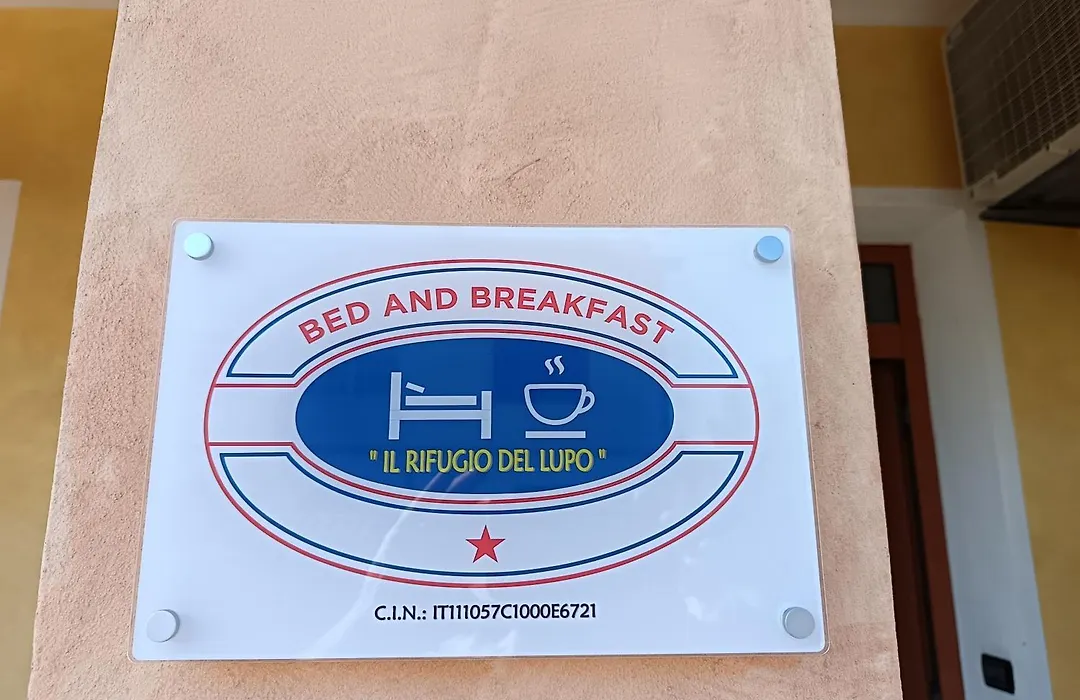 BED AND BREAKFAST
" IL RIFUGIO DEL LUPO "
C.I.N.: IT111057C1000E6721